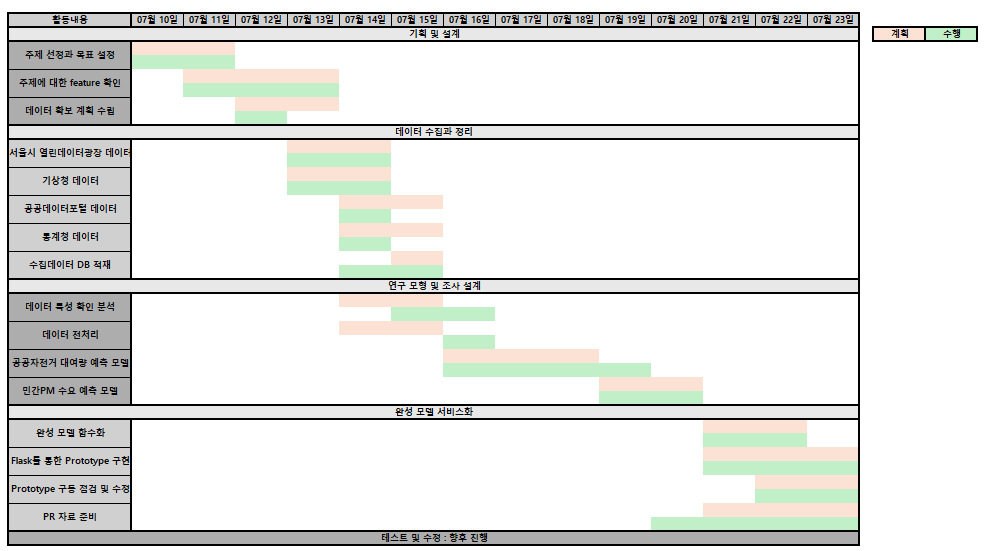 활동내용 07월 10일 07월 11일 07월 12일 07월 13일 07월 14일 07월 15일 07월 16일 07월 17일 07월 18일 07월 19일 07월 20일 07월 21일 07월 22일 07월 23일
기획 및 설계
계획 수행
주제 선정과 목표 설정
주제에 대한 feature 확인
데이터 확보 계획 수립
데이터 수집과 정리
서울시 열린데이터광장 데이터
기상청 데이터
공공데이터포털 데이터
통계청 데이터
수집데이터 DB 적재
연구 모형 및 조사 설계
데이터 특성 확인 분석
데이터 전처리
공공자전거 대여량 예측 모델
민간PM 수요 예측 모델
완성 모델 서비스화
완성 모델 함수화
Flask를 통한 Prototype 구현
Prototype 구동 점검 및 수정
PR 자료 준비
테스트 및 수정 : 향후 진행